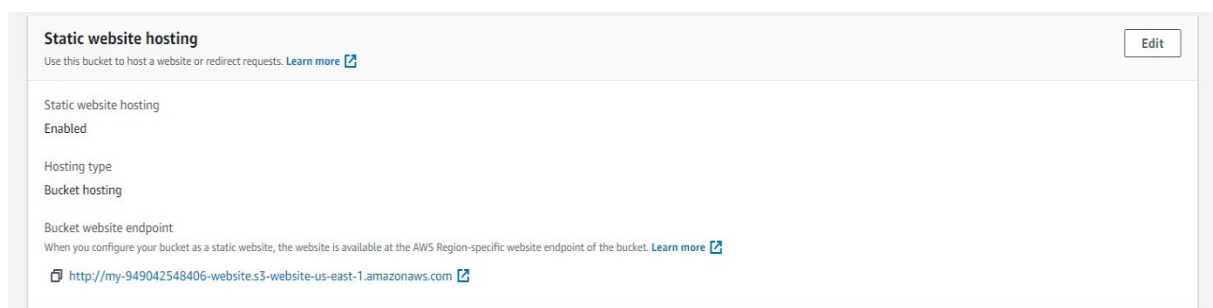 Static website hosting
Edit
Use this bucket to host a website or redirect requests. Learn more
Static website hosting
Enabled
Hosting type
Bucket hosting
Bucket website endpoint
When you configure your bucket as a static website, the website is available at the AWS Region-specific website endpoint of the bucket. Learn more
http://my-949042548406-website.s3-website-us-east-1.amazonaws.com